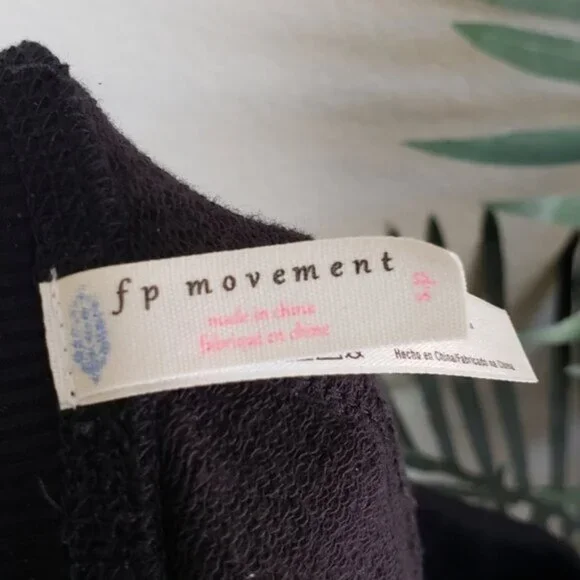 fp movement
s/p
made in china
fabriqué en chine
Hecho en China/Fabricado na China